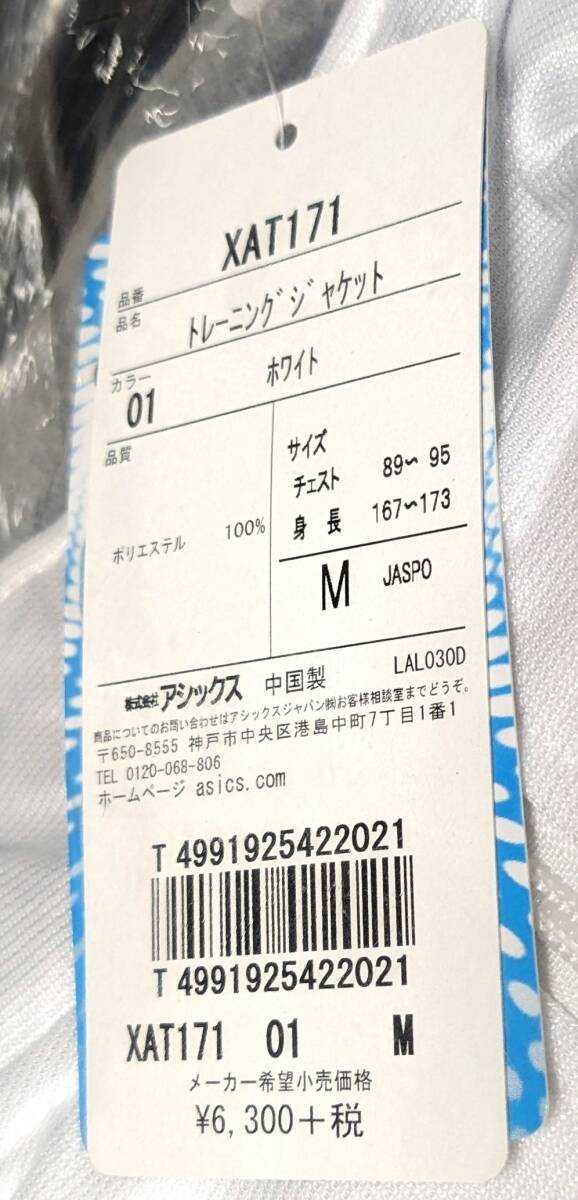 品番 XAT171
品名 トレーニングジャケット
カラー
01 ホワイト
品質
ポリエステル 100%
サイズ
チェスト 89~95
身長 167~173
M JASPO
株式会社アシックス 中国製 LAL030D
商品についてのお問い合わせはアシックスジャパン㈱お客様相談室までどうぞ。
〒650-8555 神戸市中央区港島中町7丁目1番1
TEL 0120-068-806
ホームページ asics.com
T 4991925422021
T 4991925422021
XAT171 01 M
メーカー希望小売価格
¥6,300+税